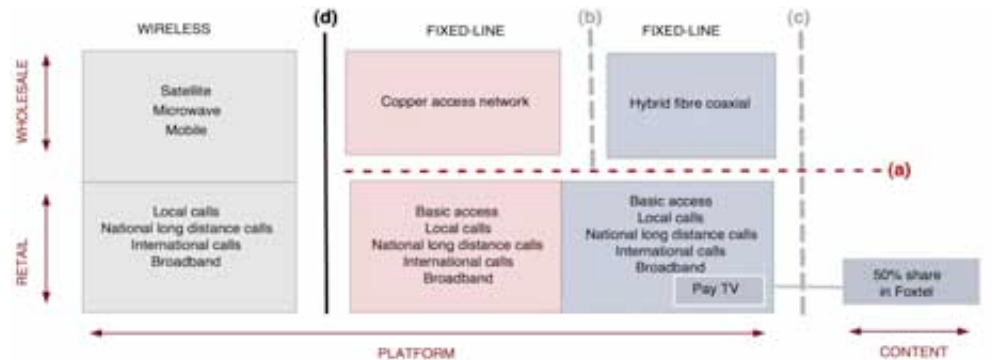 (d)
(b)
(c)
WIRELESS
FIXED-LINE
FIXED-LINE
WHOLESALE
Satellite
Microwave
Mobile
Copper access network
Hybrid fibre coaxial
(a)
RETAIL
Local calls
National long distance calls
International calls
Broadband
Basic access
Local calls
National long distance calls
International calls
Broadband
Basic access
Local calls
National long distance calls
International calls
Broadband
Pay TV
50% share
in Foxtel
PLATFORM
CONTENT